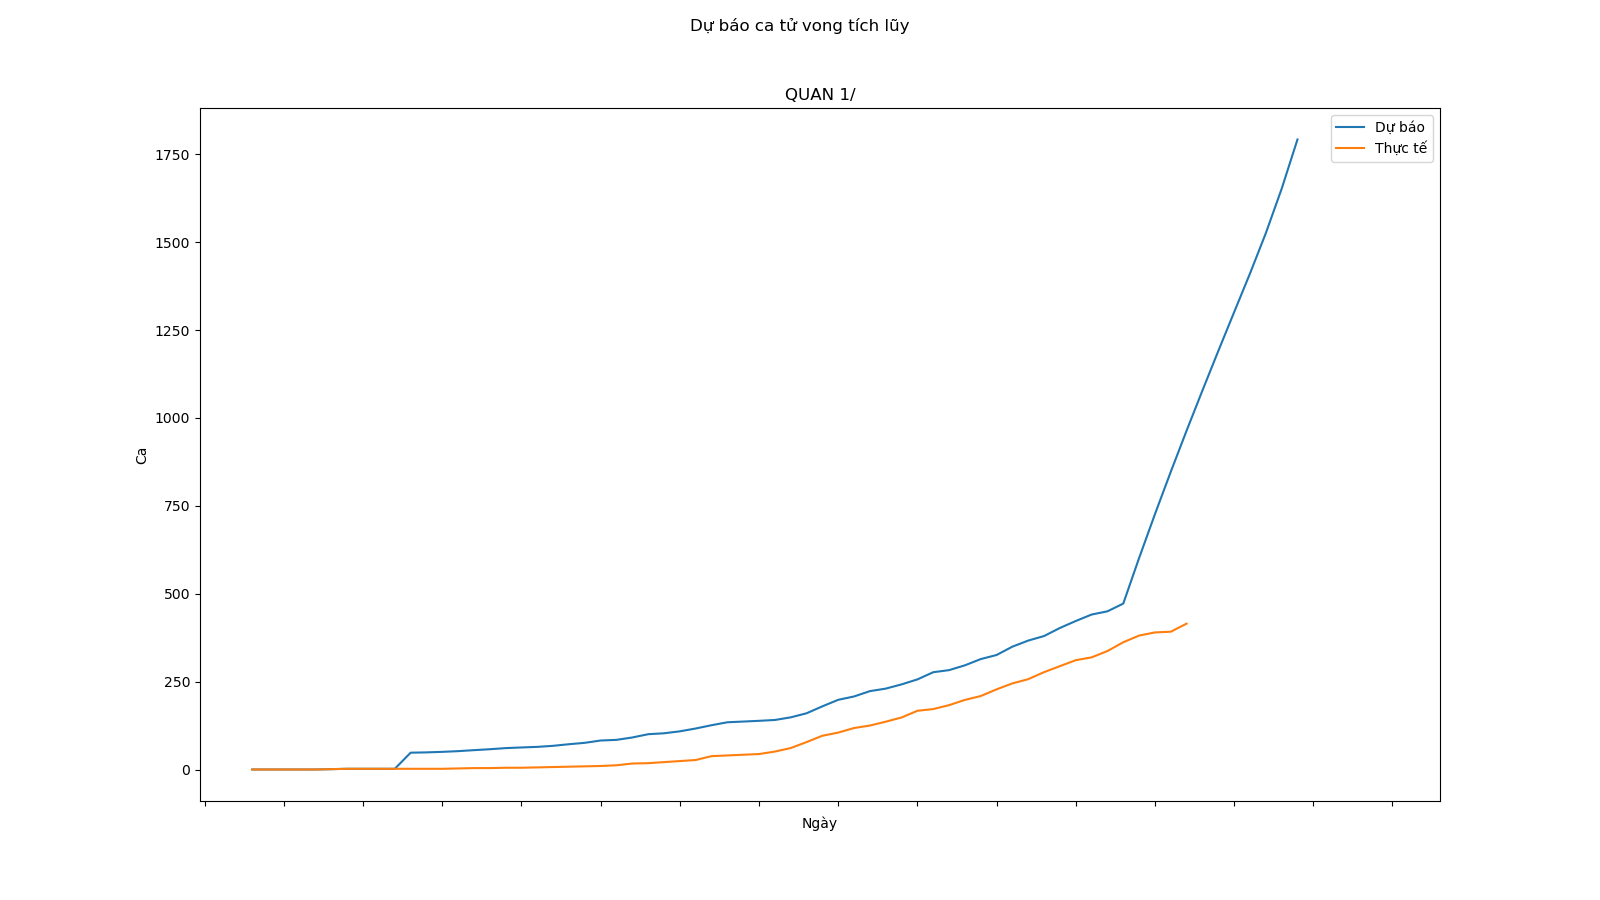 Dự báo ca tử vong tích lũy
QUAN 1/
Dự báo
Thực tế
1750
1500
1250
1000
750
500
250
0
Ca
Ngày